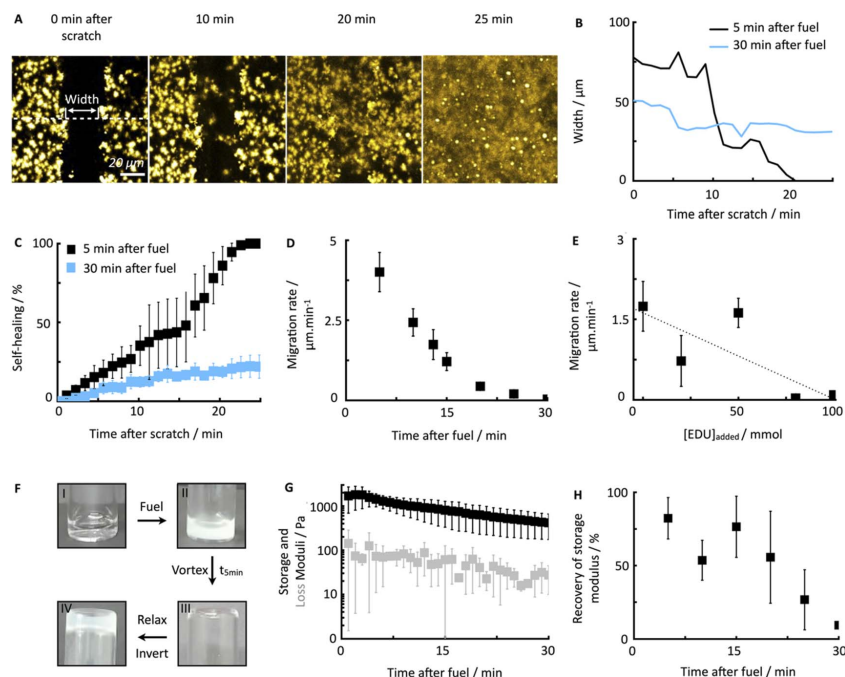 A
0 min after
scratch
10 min
20 min
25 min
Width
20 μm
B
5 min after fuel
30 min after fuel
Width / μm
100
50
0
0
10
20
Time after scratch / min
C
5 min after fuel
30 min after fuel
Self-healing / %
100
50
0
0
10
20
Time after scratch / min
D
Migration rate /
μm.min⁻¹
5
2.5
0
0
15
30
Time after fuel / min
E
Migration rate /
μm.min⁻¹
3
1.5
0
0
50
100
[EDU]added / mmol
F
I
Fuel
II
Vortex
t5min
III
Relax
Invert
IV
G
Storage and
Loss Moduli / Pa
1000
100
10
0
0
15
30
Time after fuel / min
H
Recovery of storage
modulus / %
100
50
0
0
15
30
Time after fuel / min